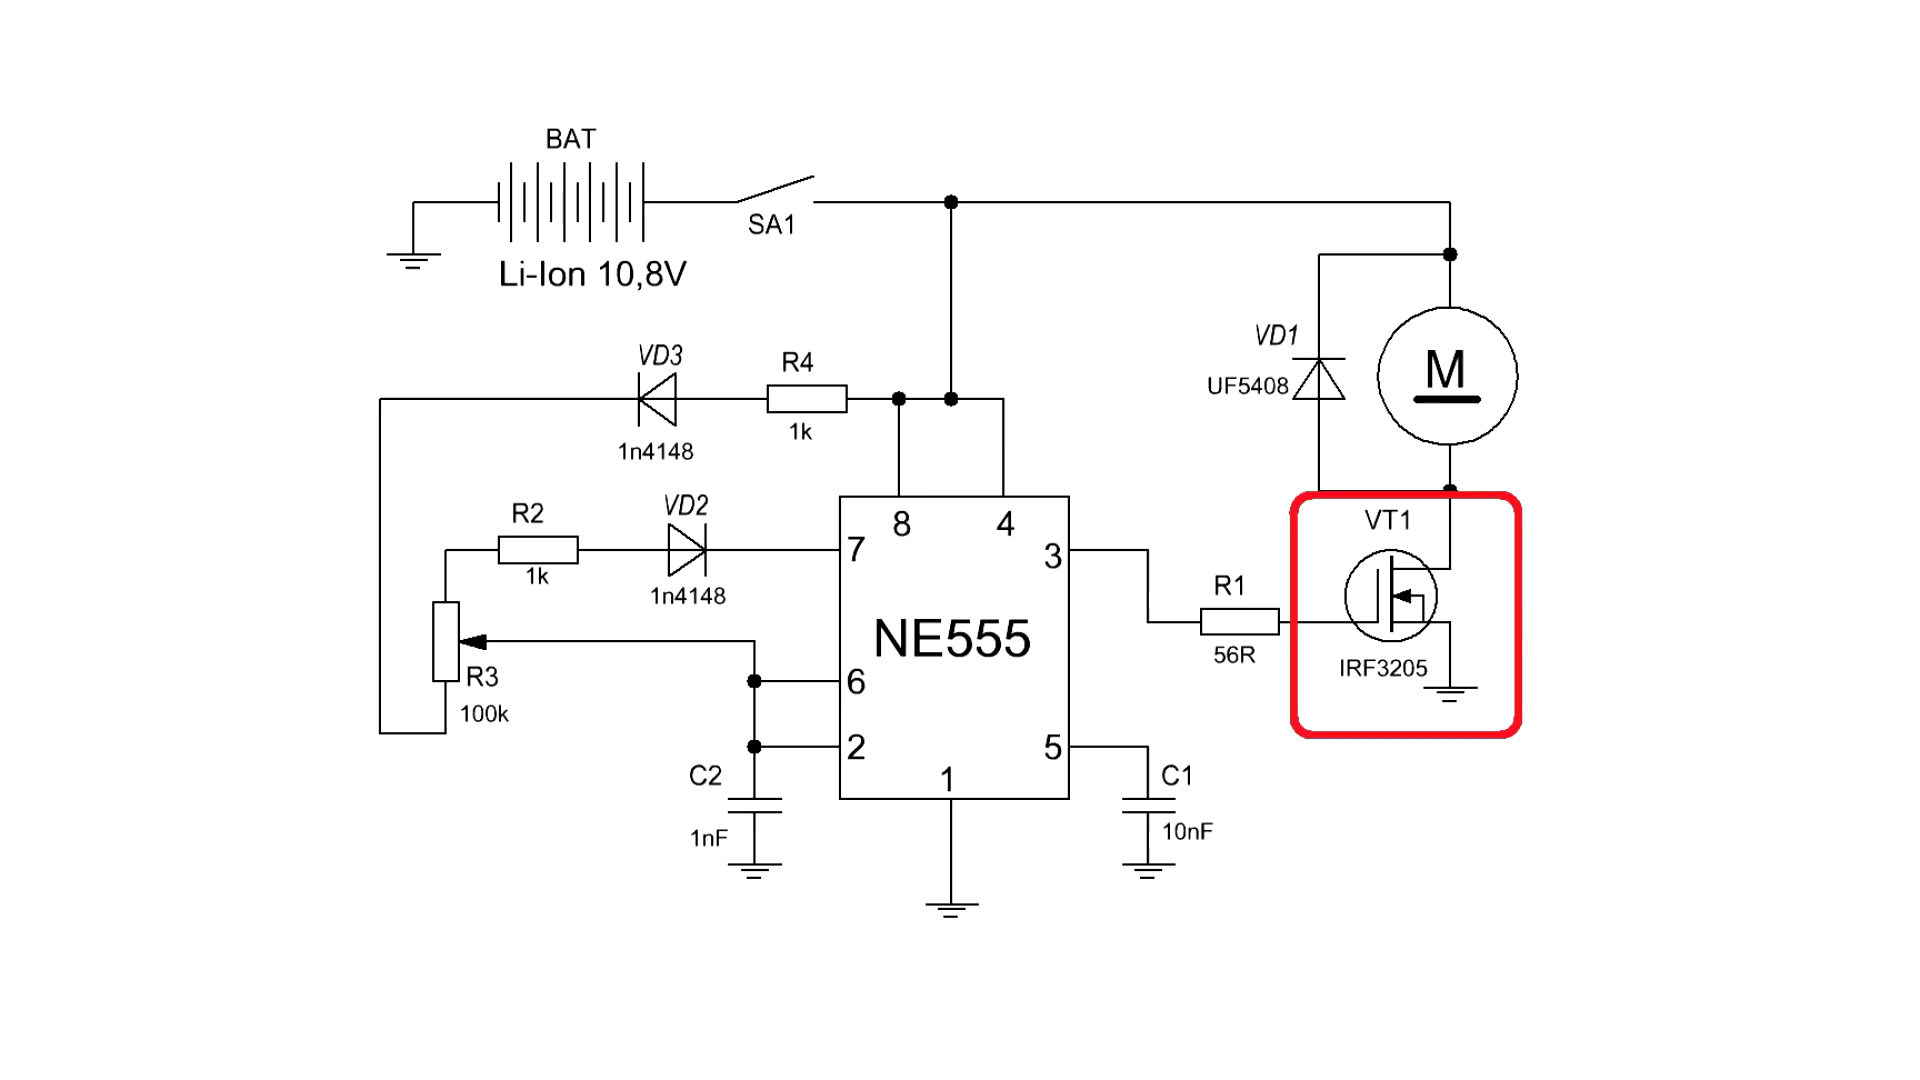 BAT
SA1
Li-Ion 10,8V
VD3
R4
1n4148
1k
VD1
UF5408
M
R2
1k
VD2
1n4148
8
4
7
3
NE555
6
2
5
1
R3
100k
R1
56R
VT1
IRF3205
C2
1nF
C1
10nF